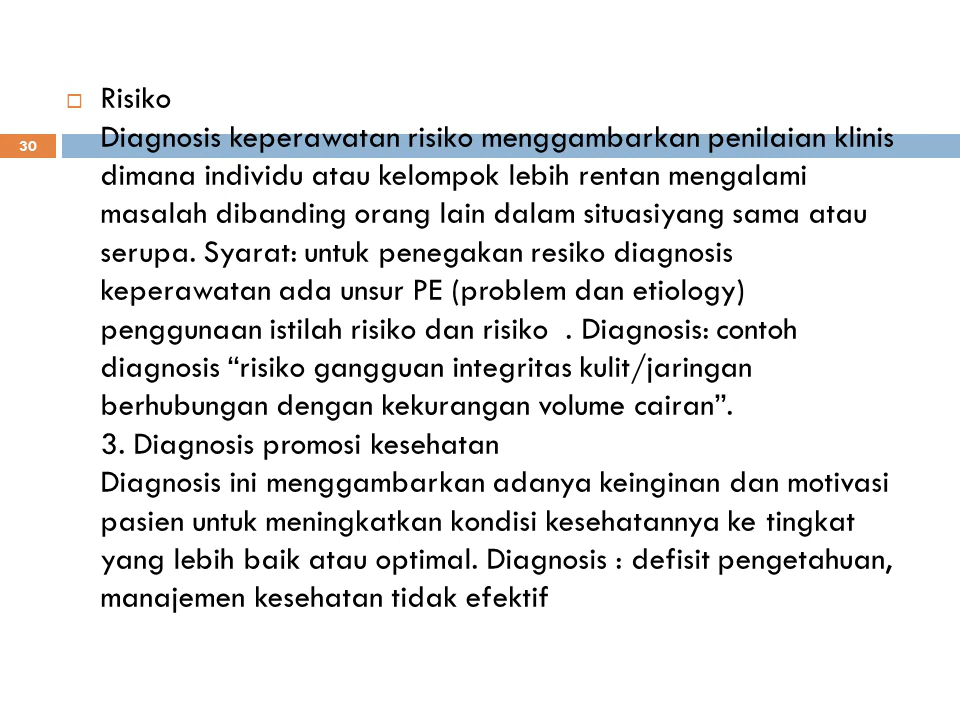 Risiko
30
Diagnosis keperawatan risiko menggambarkan penilaian klinis
dimana individu atau kelompok lebih rentan mengalami
masalah dibanding orang lain dalam situasiyang sama atau
serupa. Syarat: untuk penegakan resiko diagnosis
keperawatan ada unsur PE (problem dan etiology)
penggunaan istilah risiko dan risiko  . Diagnosis: contoh
diagnosis “risiko gangguan integritas kulit/jaringan
berhubungan dengan kekurangan volume cairan”.
3. Diagnosis promosi kesehatan
Diagnosis ini menggambarkan adanya keinginan dan motivasi
pasien untuk meningkatkan kondisi kesehatannya ke tingkat
yang lebih baik atau optimal. Diagnosis : defisit pengetahuan,
manajemen kesehatan tidak efektif